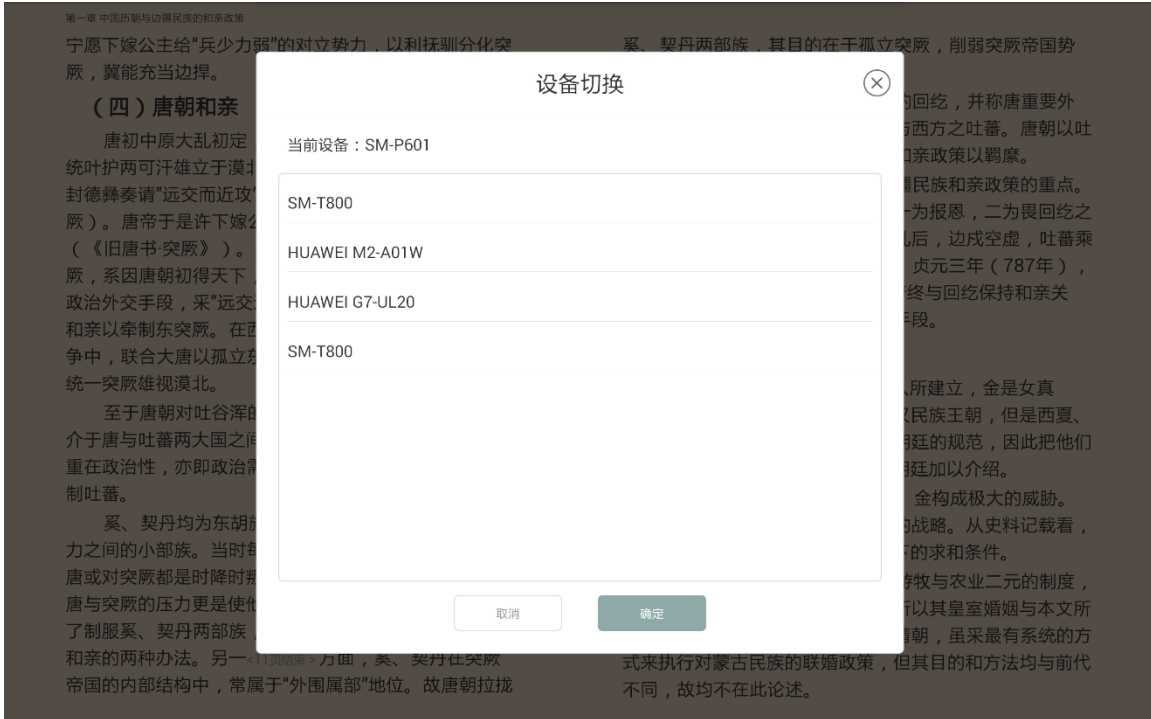 第一章 中国历朝与边疆民族的和亲政策
宁愿下嫁公主给“兵少力弱”的对立势力，以利抚驯分化突
厥，冀能充当边捍。
（四）唐朝和亲
唐初中原大乱初定
统叶护两可汗雄立于漠
封德彝奏请“远交而近攻”
厥）。唐帝于是许下嫁
（《旧唐书·突厥》）。
厥，系因唐朝初得天下，
政治外交手段，采“远交
和亲以牵制东突厥。在
争中，联合大唐以孤立
统一突厥雄视漠北。
至于唐朝对吐谷浑的
介于唐与吐蕃两大国之间
重在政治性，亦即政治
制吐蕃。
奚、契丹均为东胡
力之间的小部族。当时
唐或对突厥都是时降时
唐与突厥的压力更是使
了制服奚、契丹两部族，
和亲的两种办法。另一<11页结束>方面，奚、契丹在突厥
帝国的内部结构中，常属于“外围属部”地位。故唐朝拉拢
设备切换
当前设备：SM-P601
SM-T800
HUAWEI M2-A01W
HUAWEI G7-UL20
SM-T800
取消
确定
奚、契丹两部族，其目的在于孤立突厥，削弱突厥帝国势
的回纥，并称唐重要外
西方之吐蕃。唐朝以吐
亲政策以羁縻。
民族和亲政策的重点。
为报恩，二为畏回纥之
后，边戍空虚，吐蕃乘
贞元三年（787年），
终与回纥保持和亲关
段。
所建立，金是女真
民族王朝，但是西夏、
廷的规范，因此把他们
廷加以介绍。
金构成极大的威胁。
战略。从史料记载看，
的求和条件。
牧与农业二元的制度，
以其皇室婚姻与本文所
朝，虽采最有系统的方
式来执行对蒙古民族的联婚政策，但其目的和方法均与前代
不同，故均不在此论述。